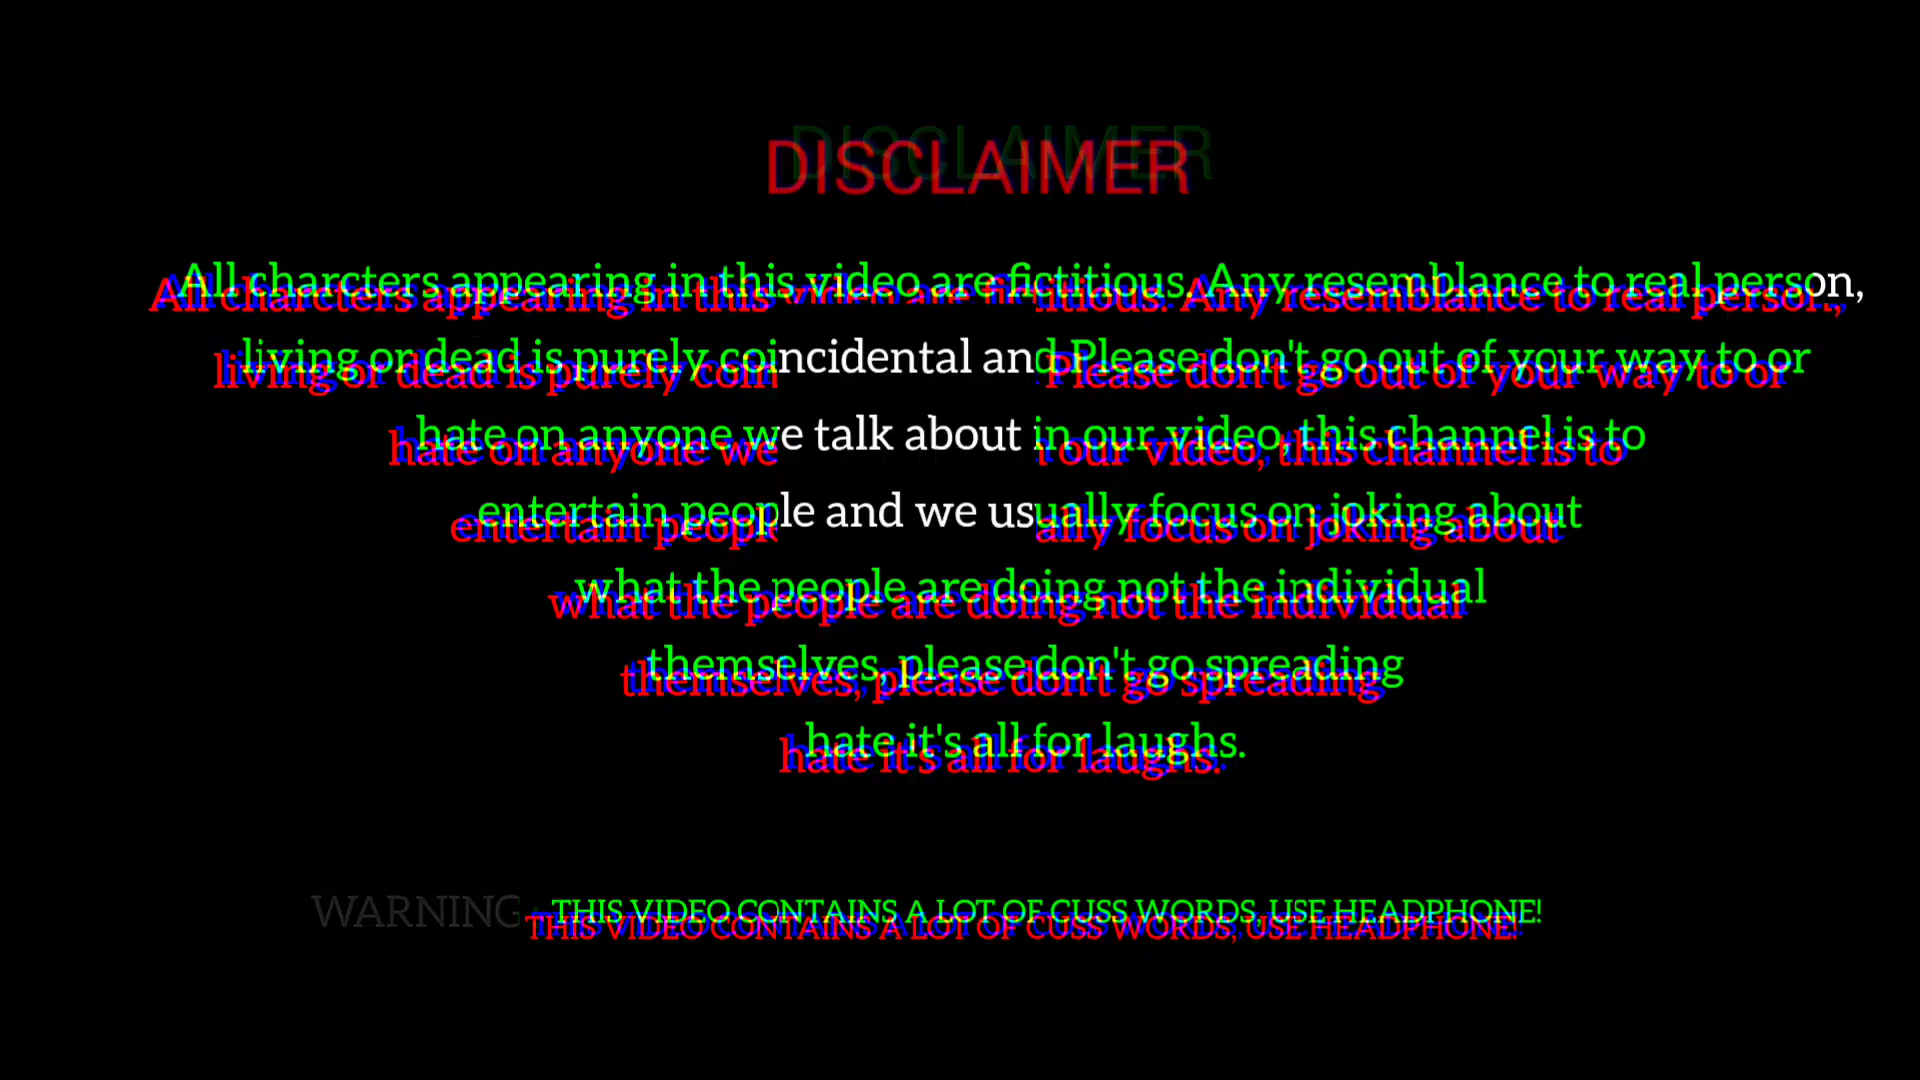 DISCLAIMER
All charcters appearing in this video are fictitious. Any resemblance to real person,
living or dead is purely coincidental and Please don't go out of your way to or
hate on anyone we talk about in our video, this channel is to
entertain people and we usually focus on joking about
what the people are doing not the individual
themselves, please don't go spreading
hate it's all for laughs.
WARNING : THIS VIDEO CONTAINS A LOT OF CUSS WORDS, USE HEADPHONE!